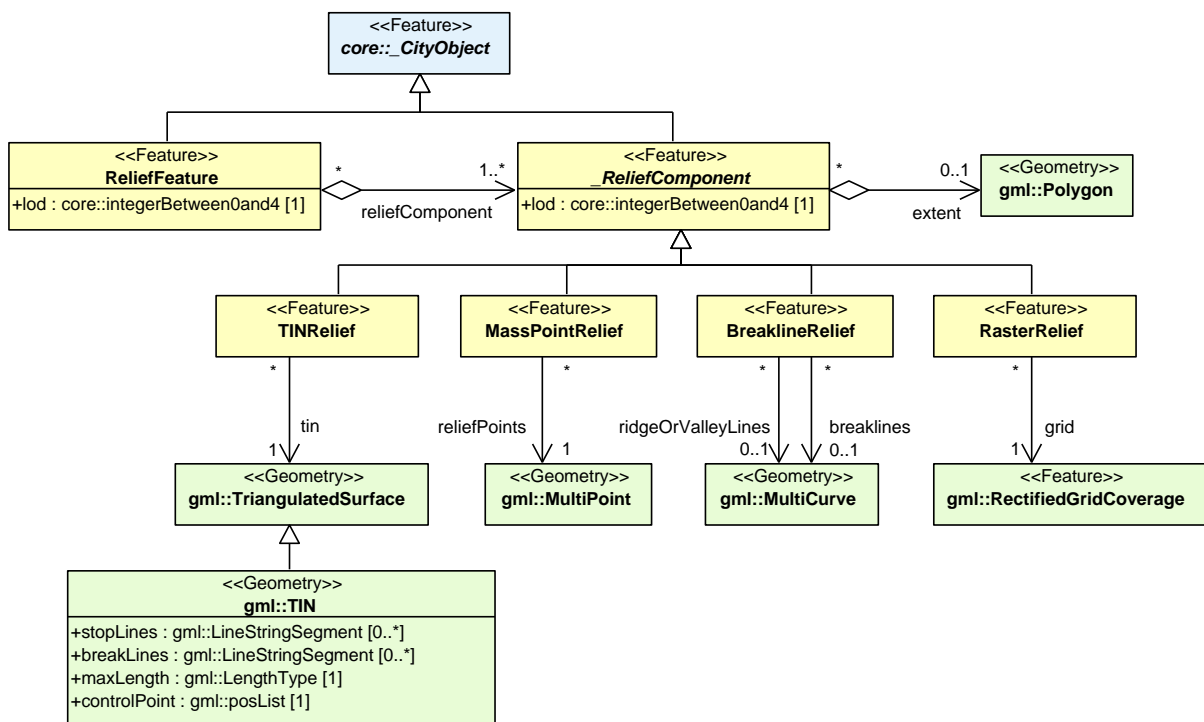 <<Feature>>
core::_CityObject
<<Feature>>
ReliefFeature
+lod : core::integerBetween0and4 [1]
*
1..*
reliefComponent
<<Feature>>
_ReliefComponent
+lod : core::integerBetween0and4 [1]
*
0..1
extent
<<Geometry>>
gml::Polygon
<<Feature>>
TINRelief
<<Feature>>
MassPointRelief
<<Feature>>
BreaklineRelief
<<Feature>>
RasterRelief
*
tin
1
*
reliefPoints
1
*
ridgeOrValleyLines
0..1
*
breaklines
0..1
*
grid
1
<<Geometry>>
gml::TriangulatedSurface
<<Geometry>>
gml::MultiPoint
<<Geometry>>
gml::MultiCurve
<<Feature>>
gml::RectifiedGridCoverage
<<Geometry>>
gml::TIN
+stopLines : gml::LineStringSegment [0..*]
+breakLines : gml::LineStringSegment [0..*]
+maxLength : gml::LengthType [1]
+controlPoint : gml::posList [1]